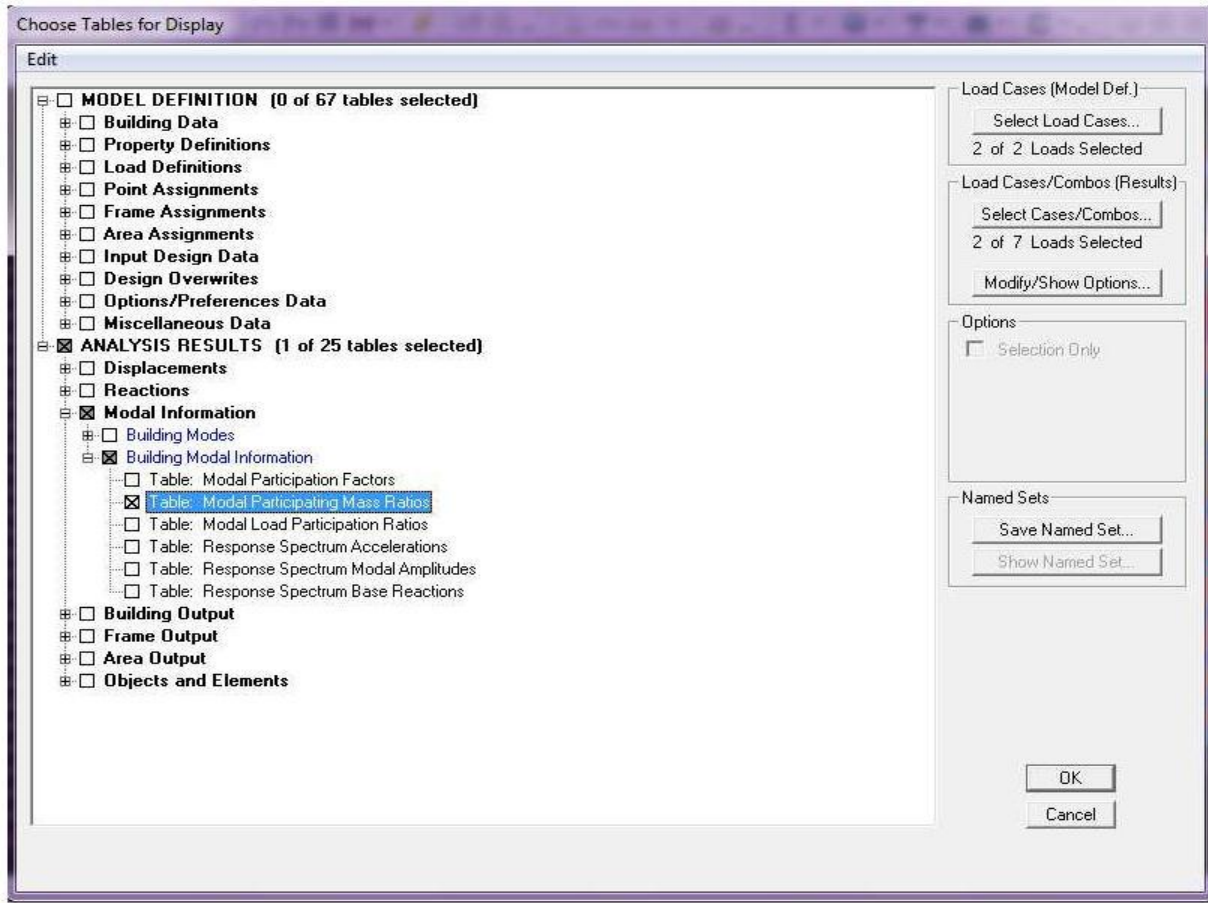 Choose Tables for Display
Edit
MODEL DEFINITION (0 of 67 tables selected)
Building Data
Property Definitions
Load Definitions
Point Assignments
Frame Assignments
Area Assignments
Input Design Data
Design Overwrites
Options/Preferences Data
Miscellaneous Data
ANALYSIS RESULTS (1 of 25 tables selected)
Displacements
Reactions
Modal Information
Building Modes
Building Modal Information
Table: Modal Participation Factors
Table: Modal Participating Mass Ratios
Table: Modal Load Participation Ratios
Table: Response Spectrum Accelerations
Table: Response Spectrum Modal Amplitudes
Table: Response Spectrum Base Reactions
Building Output
Frame Output
Area Output
Objects and Elements
Load Cases (Model Def.)
Select Load Cases...
2 of 2 Loads Selected
Load Cases/Combos (Results)
Select Cases/Combos...
2 of 7 Loads Selected
Modify/Show Options...
Options
Selection Only
Named Sets
Save Named Set...
Show Named Set...
OK
Cancel